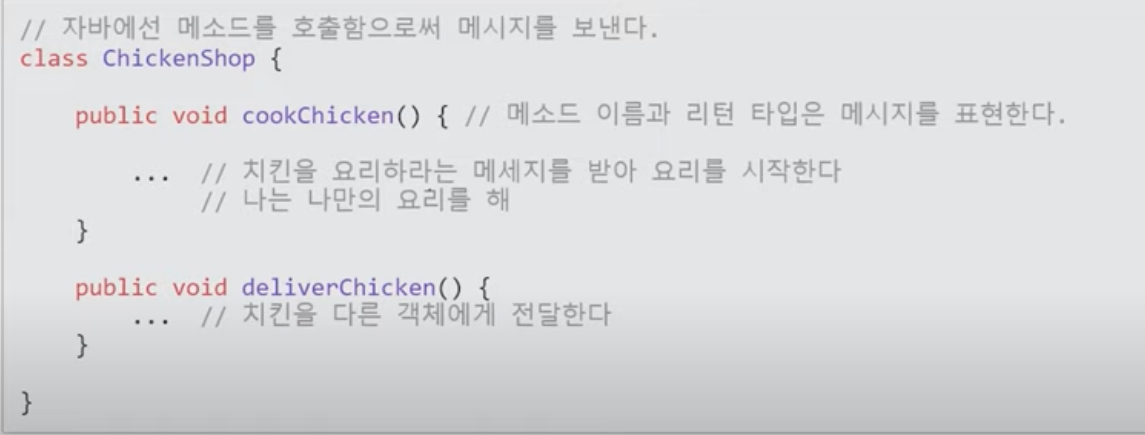 // 자바에선 메소드를 호출함으로써 메시지를 보낸다.
class ChickenShop {
public void cookChicken() { // 메소드 이름과 리턴 타입은 메시지를 표현한다.
... // 치킨을 요리하라는 메세지를 받아 요리를 시작한다
// 나는 나만의 요리를 해
}
public void deliverChicken() {
... // 치킨을 다른 객체에게 전달한다
}
}